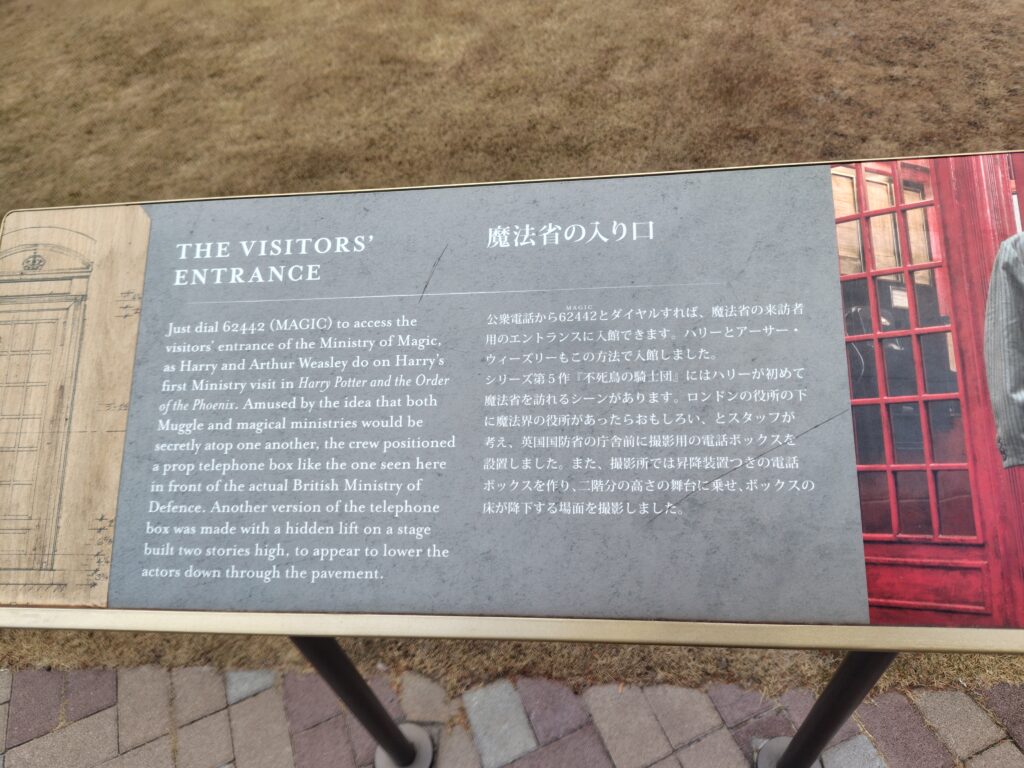 THE VISITORS'
ENTRANCE
Just dial 62442 (MAGIC) to access the
visitors' entrance of the Ministry of Magic,
as Harry and Arthur Weasley do on Harry's
first Ministry visit in Harry Potter and the Order
of the Phoenix. Amused by the idea that both
Muggle and magical ministries would be
secretly atop one another, the crew positioned
a prop telephone box like the one seen here
in front of the actual British Ministry of
Defence. Another version of the telephone
box was made with a hidden lift on a stage
built two stories high, to appear to lower the
actors down through the pavement.
魔法省の入り口
MAGIC
公衆電話から62442とダイヤルすれば、魔法省の来訪者
用のエントランスに入館できます。ハリーとアーサー・
ウィーズリーもこの方法で入館しました。
シリーズ第5作『不死鳥の騎士団』にはハリーが初めて
魔法省を訪れるシーンがあります。ロンドンの役所の下
に魔法界の役所があったらおもしろい、とスタッフが
考え、英国国防省の庁舎前に撮影用の電話ボックスを
設置しました。また、撮影所では昇降装置つきの電話
ボックスを作り、二階分の高さの舞台に乗せ、ボックスの
床が降下する場面を撮影しました。